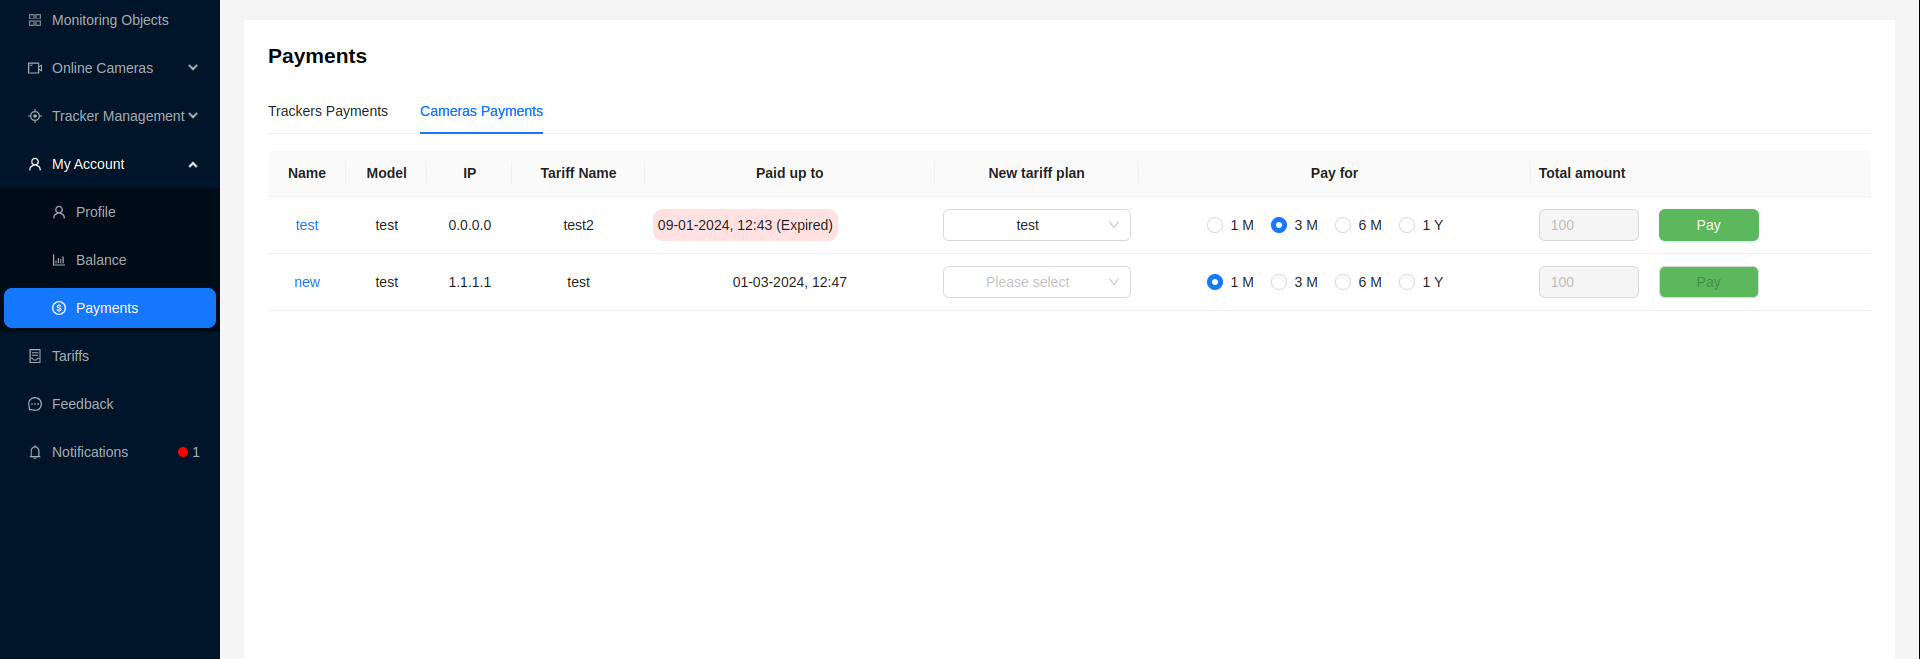 Monitoring Objects
Online Cameras
Tracker Management
My Account
Profile
Balance
Payments
Tariffs
Feedback
Notifications 1
Payments
Trackers Payments Cameras Payments
Name Model IP Tariff Name Paid up to New tariff plan Pay for Total amount
test test 0.0.0.0 test2 09-01-2024, 12:43 (Expired) test 1 M 3 M 6 M 1 Y 100 Pay
new test 1.1.1.1 test 01-03-2024, 12:47 Please select 1 M 3 M 6 M 1 Y 100 Pay